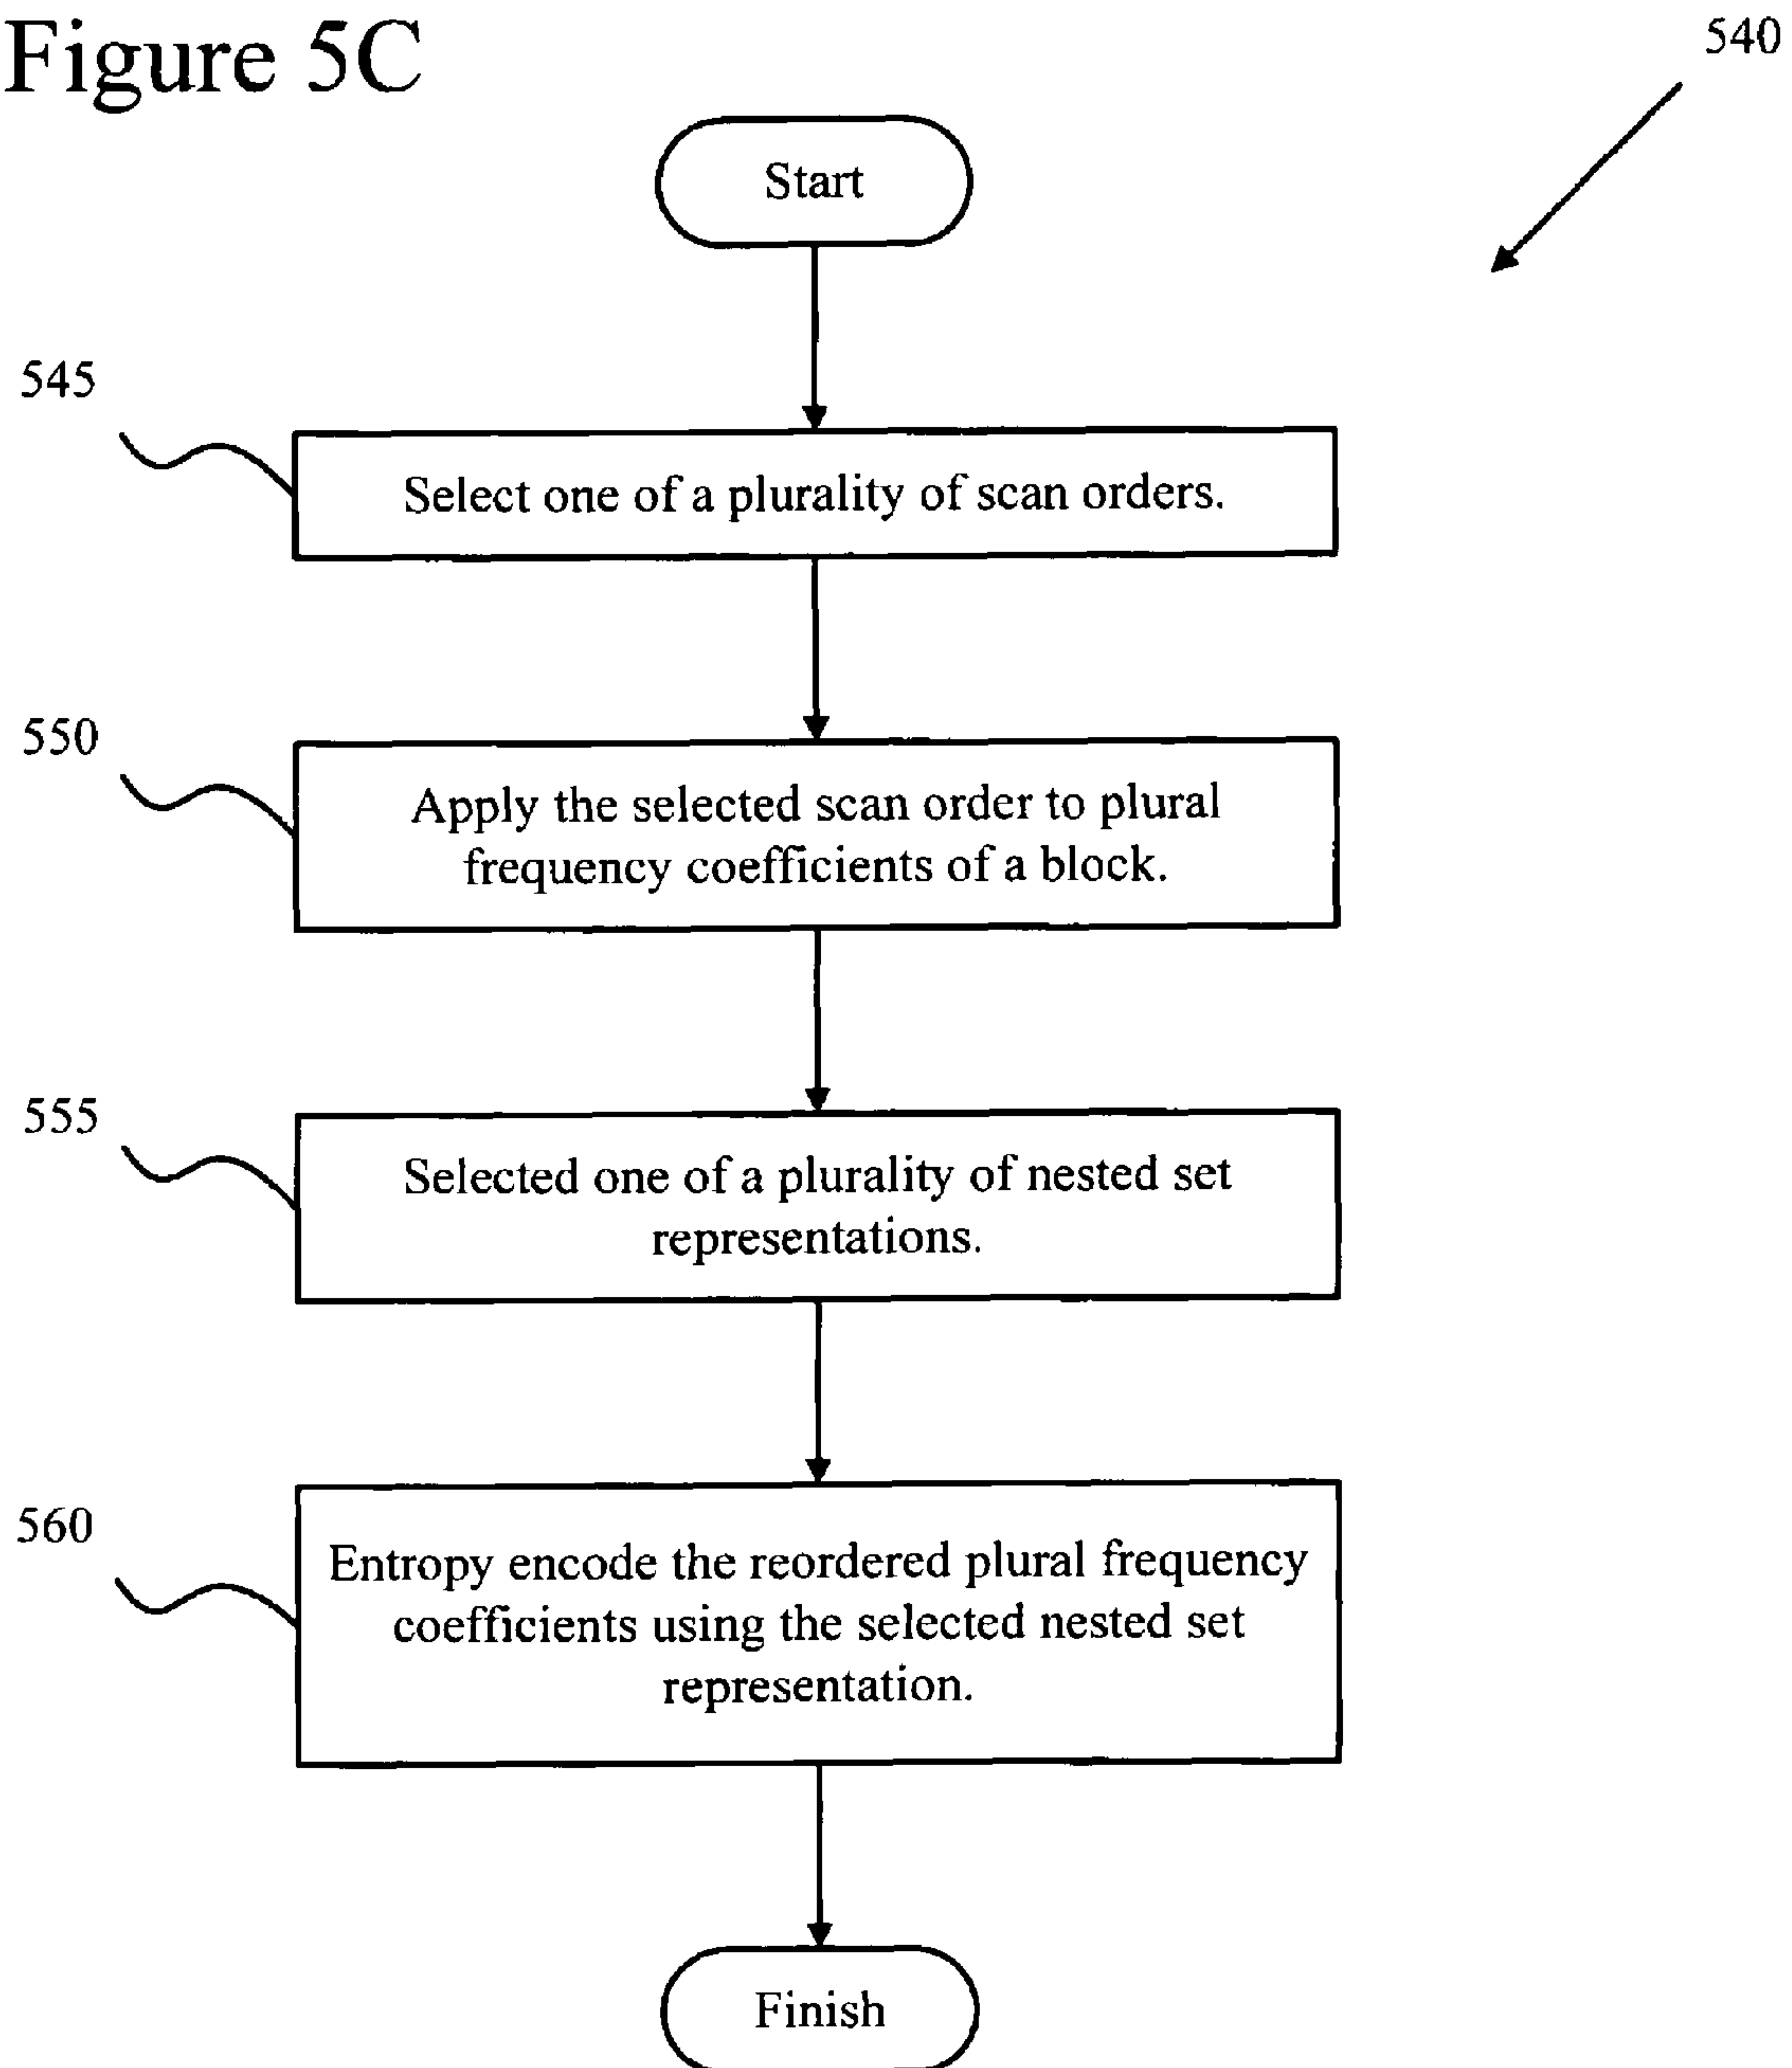 Figure 5C
540
Start
545
Select one of a plurality of scan orders.
550
Apply the selected scan order to plural
frequency coefficients of a block.
555
Selected one of a plurality of nested set
representations.
560
Entropy encode the reordered plural frequency
coefficients using the selected nested set
representation.
Finish